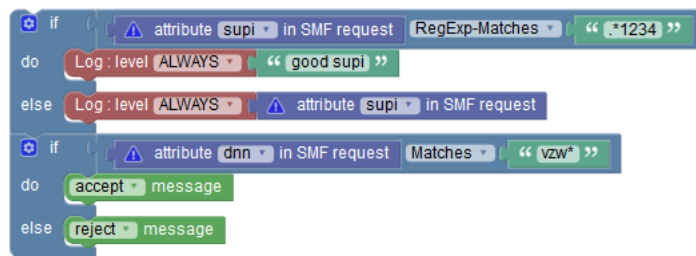 if attribute supi in SMF request RegExp-Matches “ .*1234 ”
do Log : level ALWAYS “ good supi ”
else Log : level ALWAYS attribute supi in SMF request
if attribute dnn in SMF request Matches “ vzw* ”
do accept message
else reject message